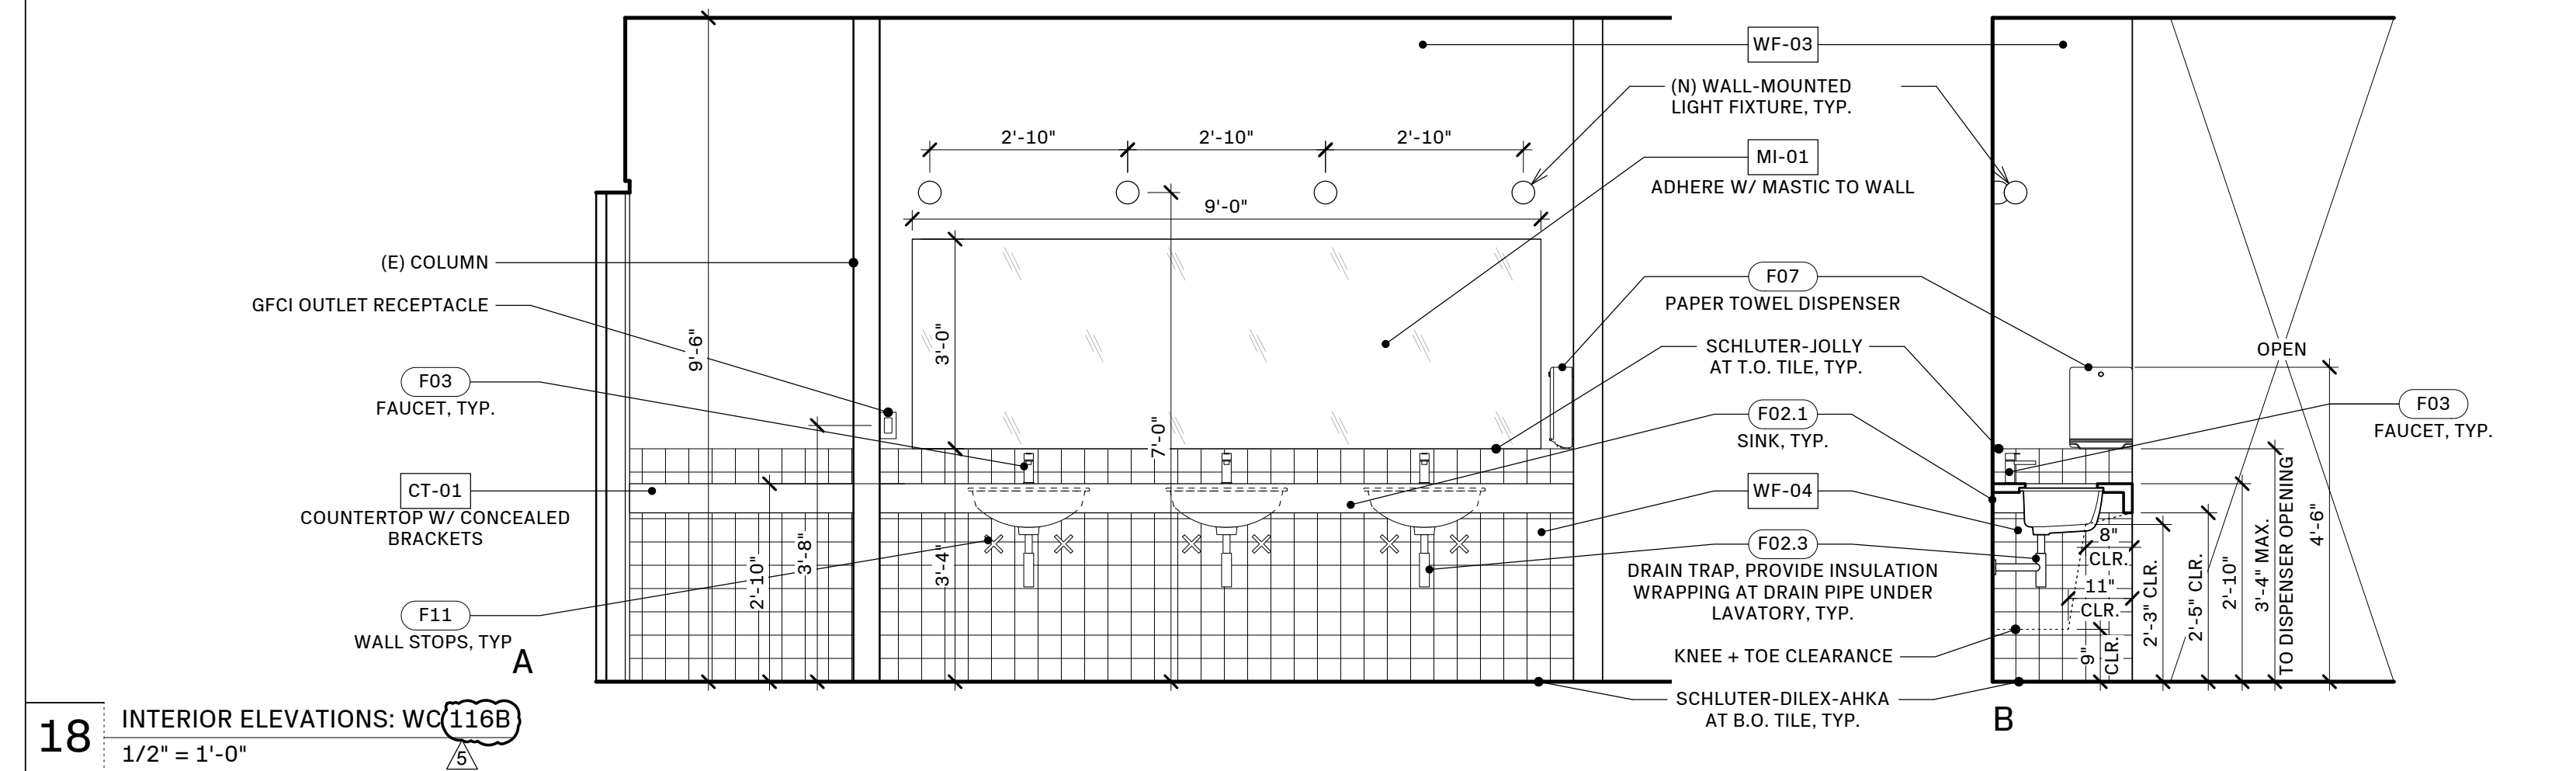 WF-03
(N) WALL-MOUNTED
LIGHT FIXTURE, TYP.
2'-10"
2'-10"
2'-10"
MI-01
ADHERE W/ MASTIC TO WALL
9'-0"
(E) COLUMN
GFCI OUTLET RECEPTACLE
9'-6"
3'-0"
F07
PAPER TOWEL DISPENSER
SCHLUTER-JOLLY
AT T.O. TILE, TYP.
OPEN
F03
FAUCET, TYP.
F02.1
SINK, TYP.
F03
FAUCET, TYP.
7'-0"
CT-01
COUNTERTOP W/ CONCEALED
BRACKETS
WF-04
2'-10"
3'-8"
3'-4"
F02.3
DRAIN TRAP, PROVIDE INSULATION
WRAPPING AT DRAIN PIPE UNDER
LAVATORY, TYP.
8"
CLR.
11"
CLR.
9"
CLR.
2'-3" CLR.
2'-5" CLR.
2'-10"
3'-4" MAX.
TO DISPENSER OPENING
4'-6"
F11
WALL STOPS, TYP
KNEE + TOE CLEARANCE
SCHLUTER-DILEX-AHKA
AT B.O. TILE, TYP.
A
B
18
INTERIOR ELEVATIONS: WC 116B
1/2" = 1'-0"
5